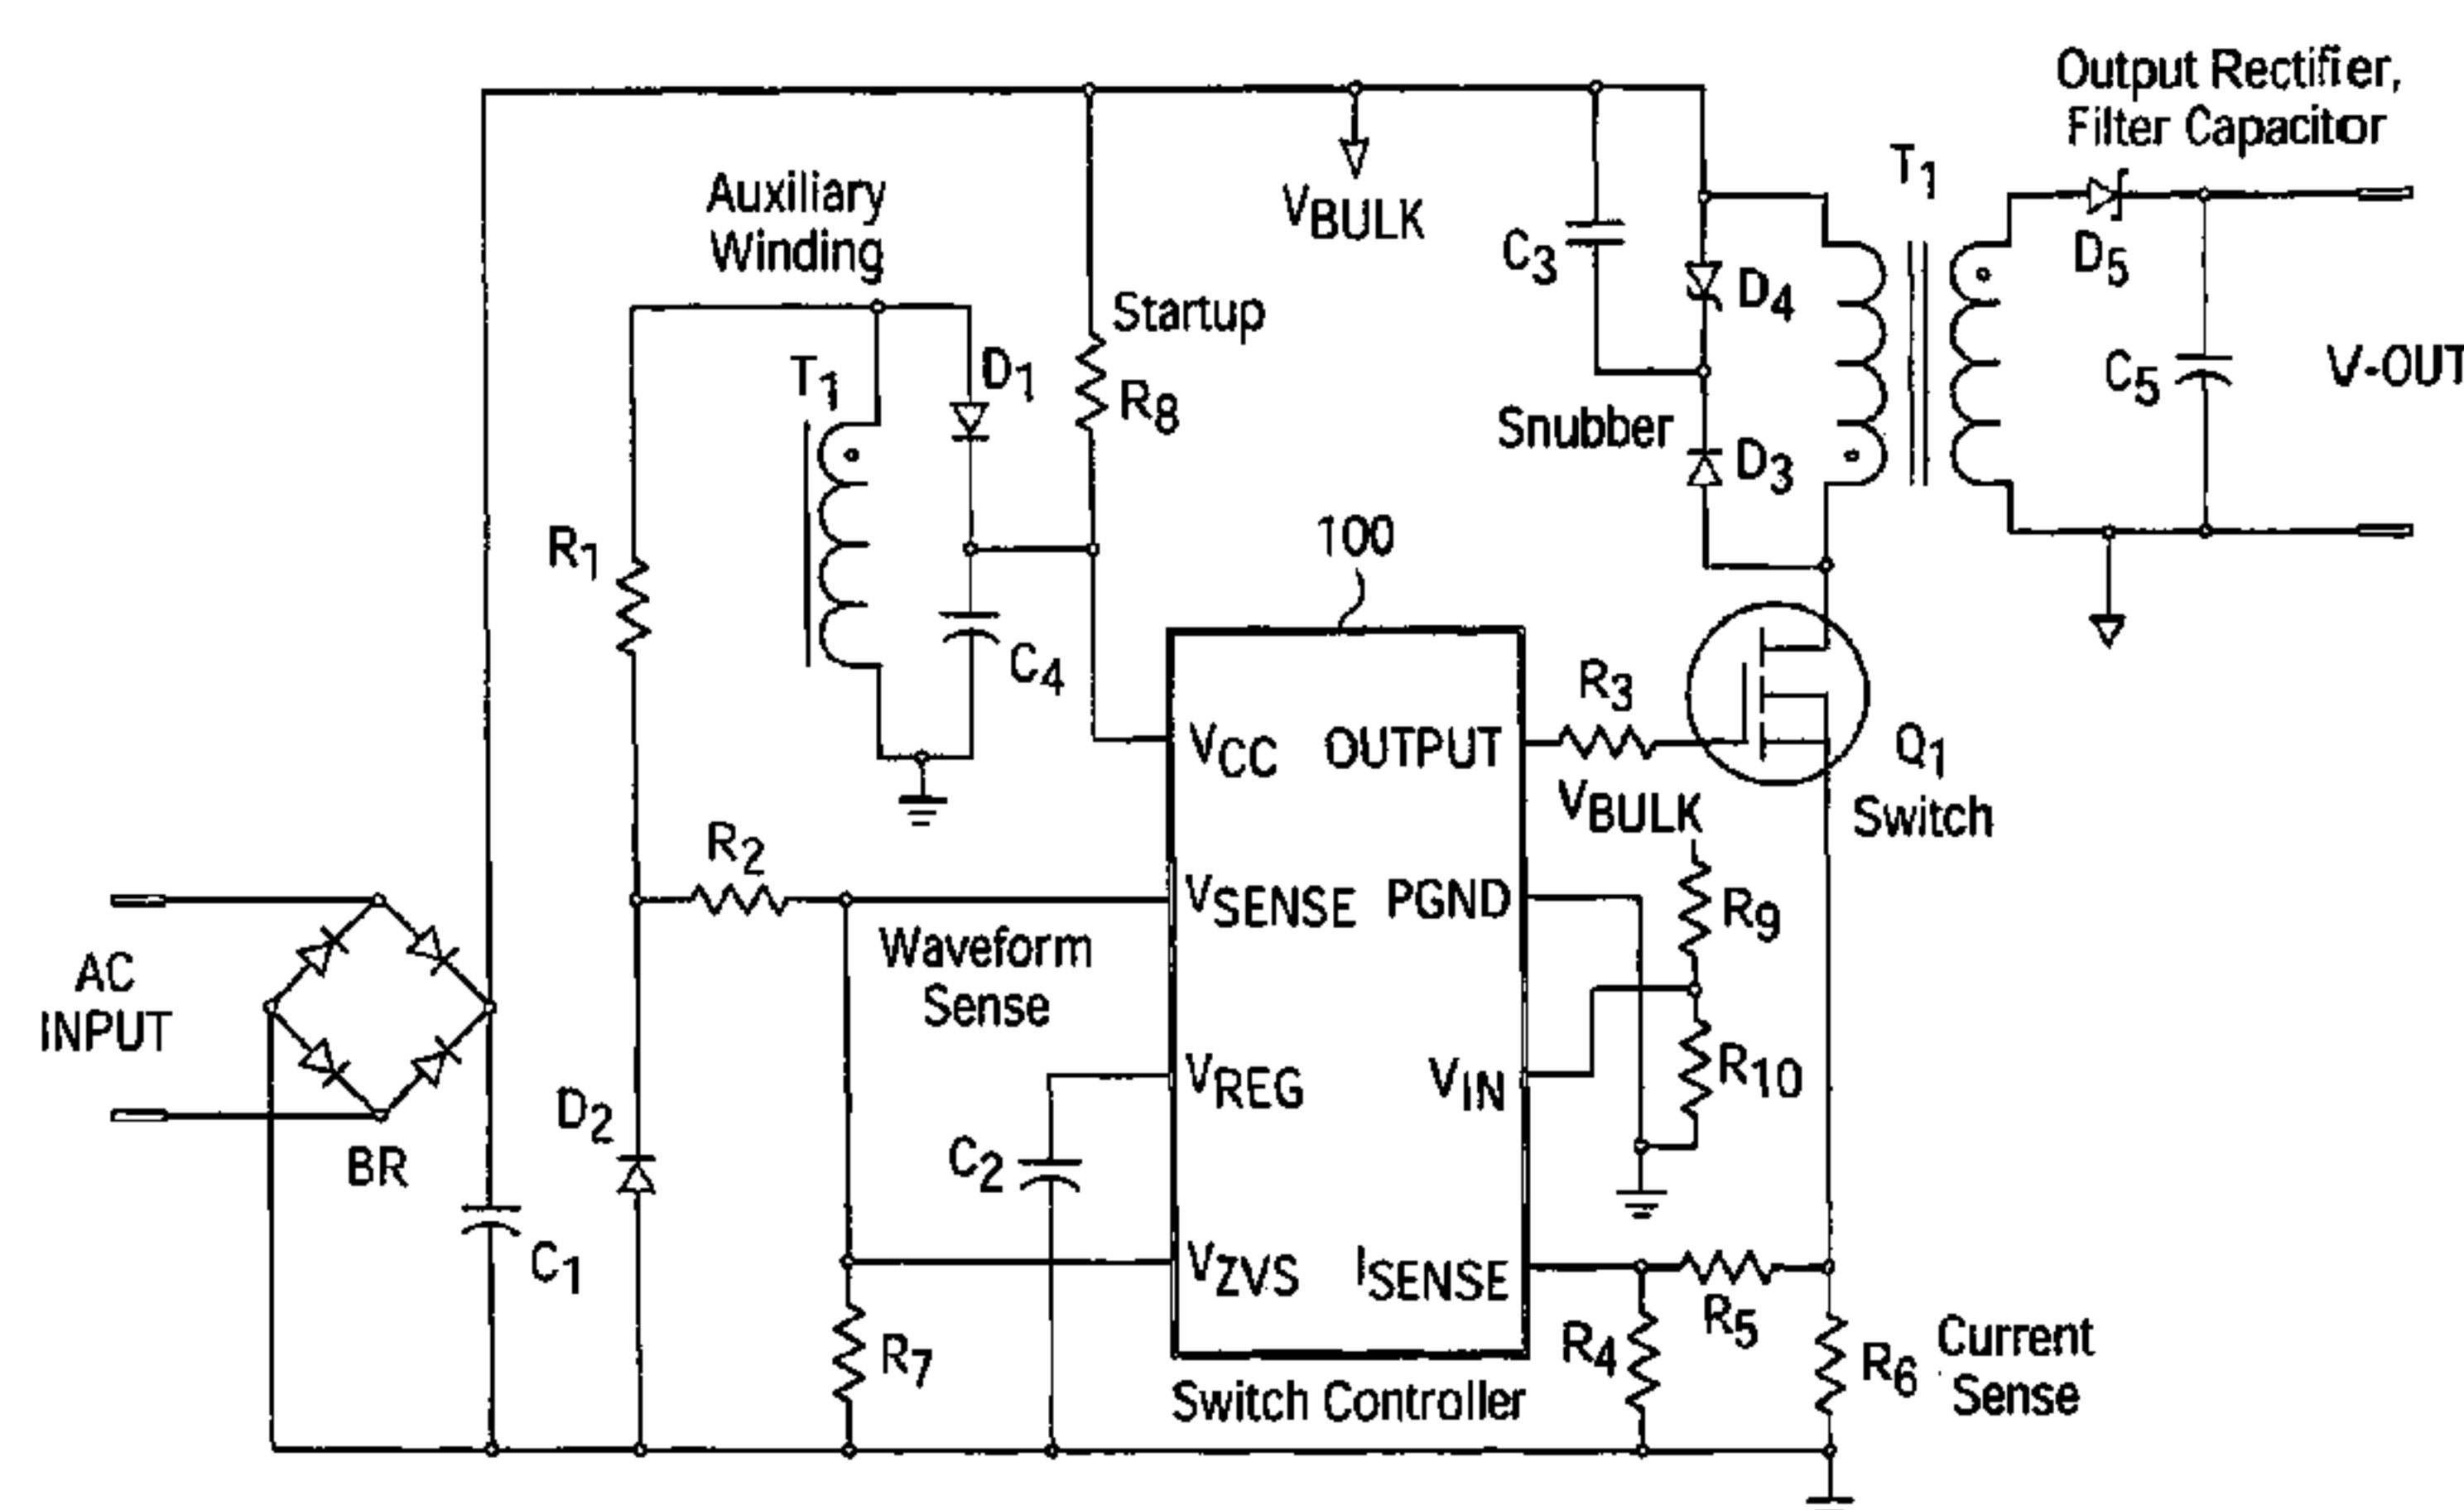 Output Rectifier,
Filter Capacitor
T1
Auxiliary
Winding
VBULK
C3
D4
D5
Startup
T1
D1
R8
C5
V-OUT
Snubber
D3
R1
100
C4
R3
VCC
OUTPUT
Q1
Switch
VBULK
R2
VSENSE
PGND
R9
Waveform
Sense
AC
INPUT
VREG
VIN
R10
D2
BR
C2
C1
VZVS
ISENSE
R7
R4
R5
R6
Current
Sense
Switch Controller